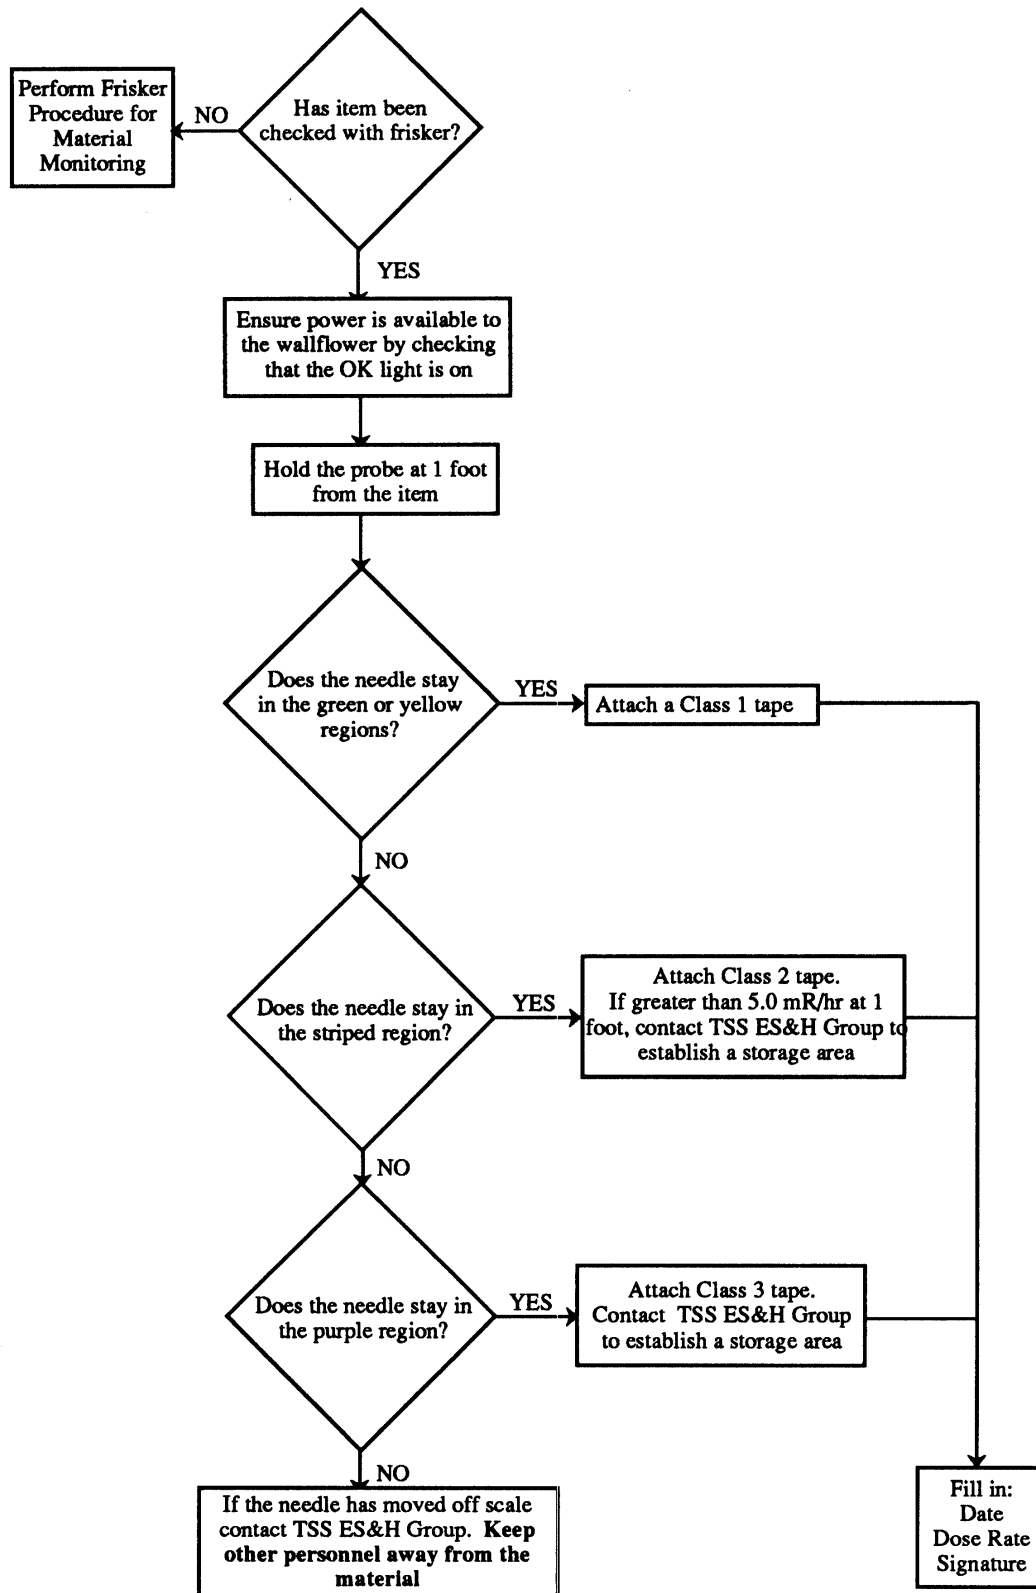 Has item been
checked with frisker?
NO
Perform Frisker
Procedure for
Material
Monitoring
YES
Ensure power is available to
the wallflower by checking
that the OK light is on
Hold the probe at 1 foot
from the item
Does the needle stay
in the green or yellow
regions?
YES
Attach a Class 1 tape
NO
Does the needle stay in
the striped region?
YES
Attach Class 2 tape.
If greater than 5.0 mR/hr at 1
foot, contact TSS ES&H Group to
establish a storage area
NO
Does the needle stay in
the purple region?
YES
Attach Class 3 tape.
Contact TSS ES&H Group
to establish a storage area
NO
If the needle has moved off scale
contact TSS ES&H Group. Keep
other personnel away from the
material
Fill in:
Date
Dose Rate
Signature